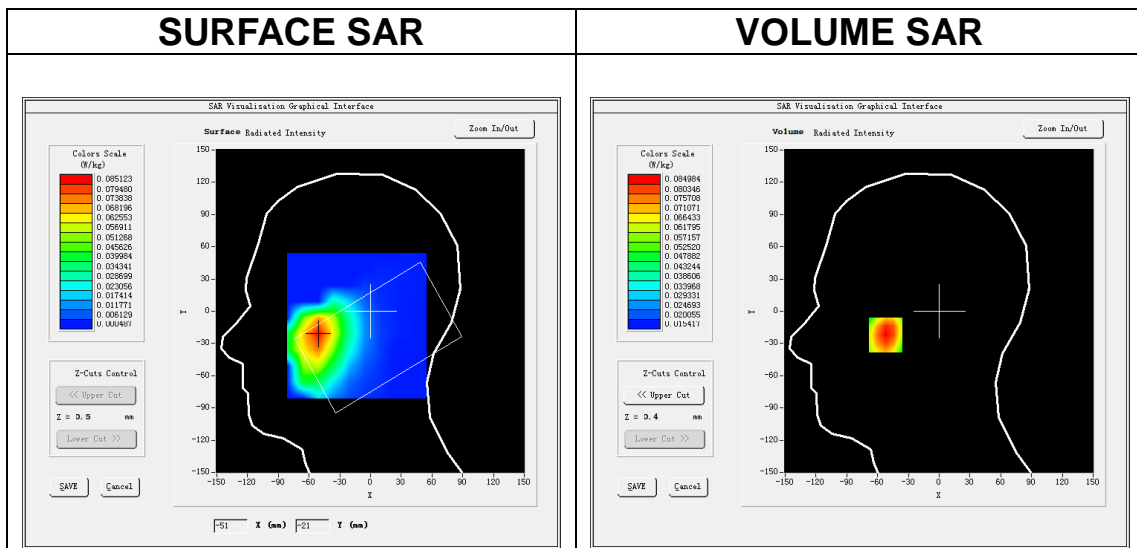 SURFACE SAR
VOLUME SAR
SAR Visualisation Graphical Interface
Surface Radiated Intensity
Zoom In/Out
Colors Scale
(W/kg)
0.085123
0.079480
0.073838
0.068196
0.062553
0.056911
0.051268
0.045626
0.039984
0.034341
0.028699
0.023056
0.017414
0.011771
0.006129
0.000487
Z-Cuts Control
<< Upper Cut
Z = 0.5 mm
Lower Cut >>
SAVE
Cancel
150
120
90
60
30
0
-30
-60
-90
-120
-150
Y
-150 -120 -90 -60 -30 0 30 60 90 120 150
X
-51 X (mm) -21 Y (mm)
SAR Visualisation Graphical Interface
Volume Radiated Intensity
Zoom In/Out
Colors Scale
(W/kg)
0.084984
0.080346
0.075708
0.071071
0.066433
0.061795
0.057157
0.052520
0.047882
0.043244
0.038606
0.033968
0.029331
0.024693
0.020055
0.015417
Z-Cuts Control
<< Upper Cut
Z = 0.4 mm
Lower Cut >>
SAVE
Cancel
150
120
90
60
30
0
-30
-60
-90
-120
-150
Y
-150 -120 -90 -60 -30 0 30 60 90 120 150
X